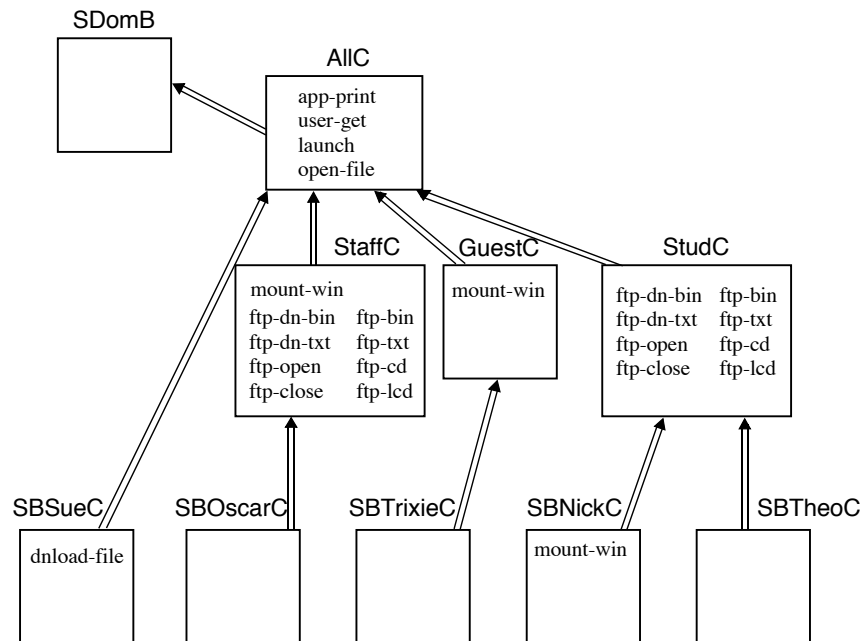 SDomB
AllC
app-print
user-get
launch
open-file
StaffC
GuestC
StudC
mount-win
ftp-dn-bin ftp-bin
ftp-dn-txt ftp-txt
ftp-open ftp-cd
ftp-close ftp-lcd
mount-win
ftp-dn-bin ftp-bin
ftp-dn-txt ftp-txt
ftp-open ftp-cd
ftp-close ftp-lcd
SBSueC
SBOscarC
SBTrixieC
SBNickC
SBTheoC
dnload-file
mount-win